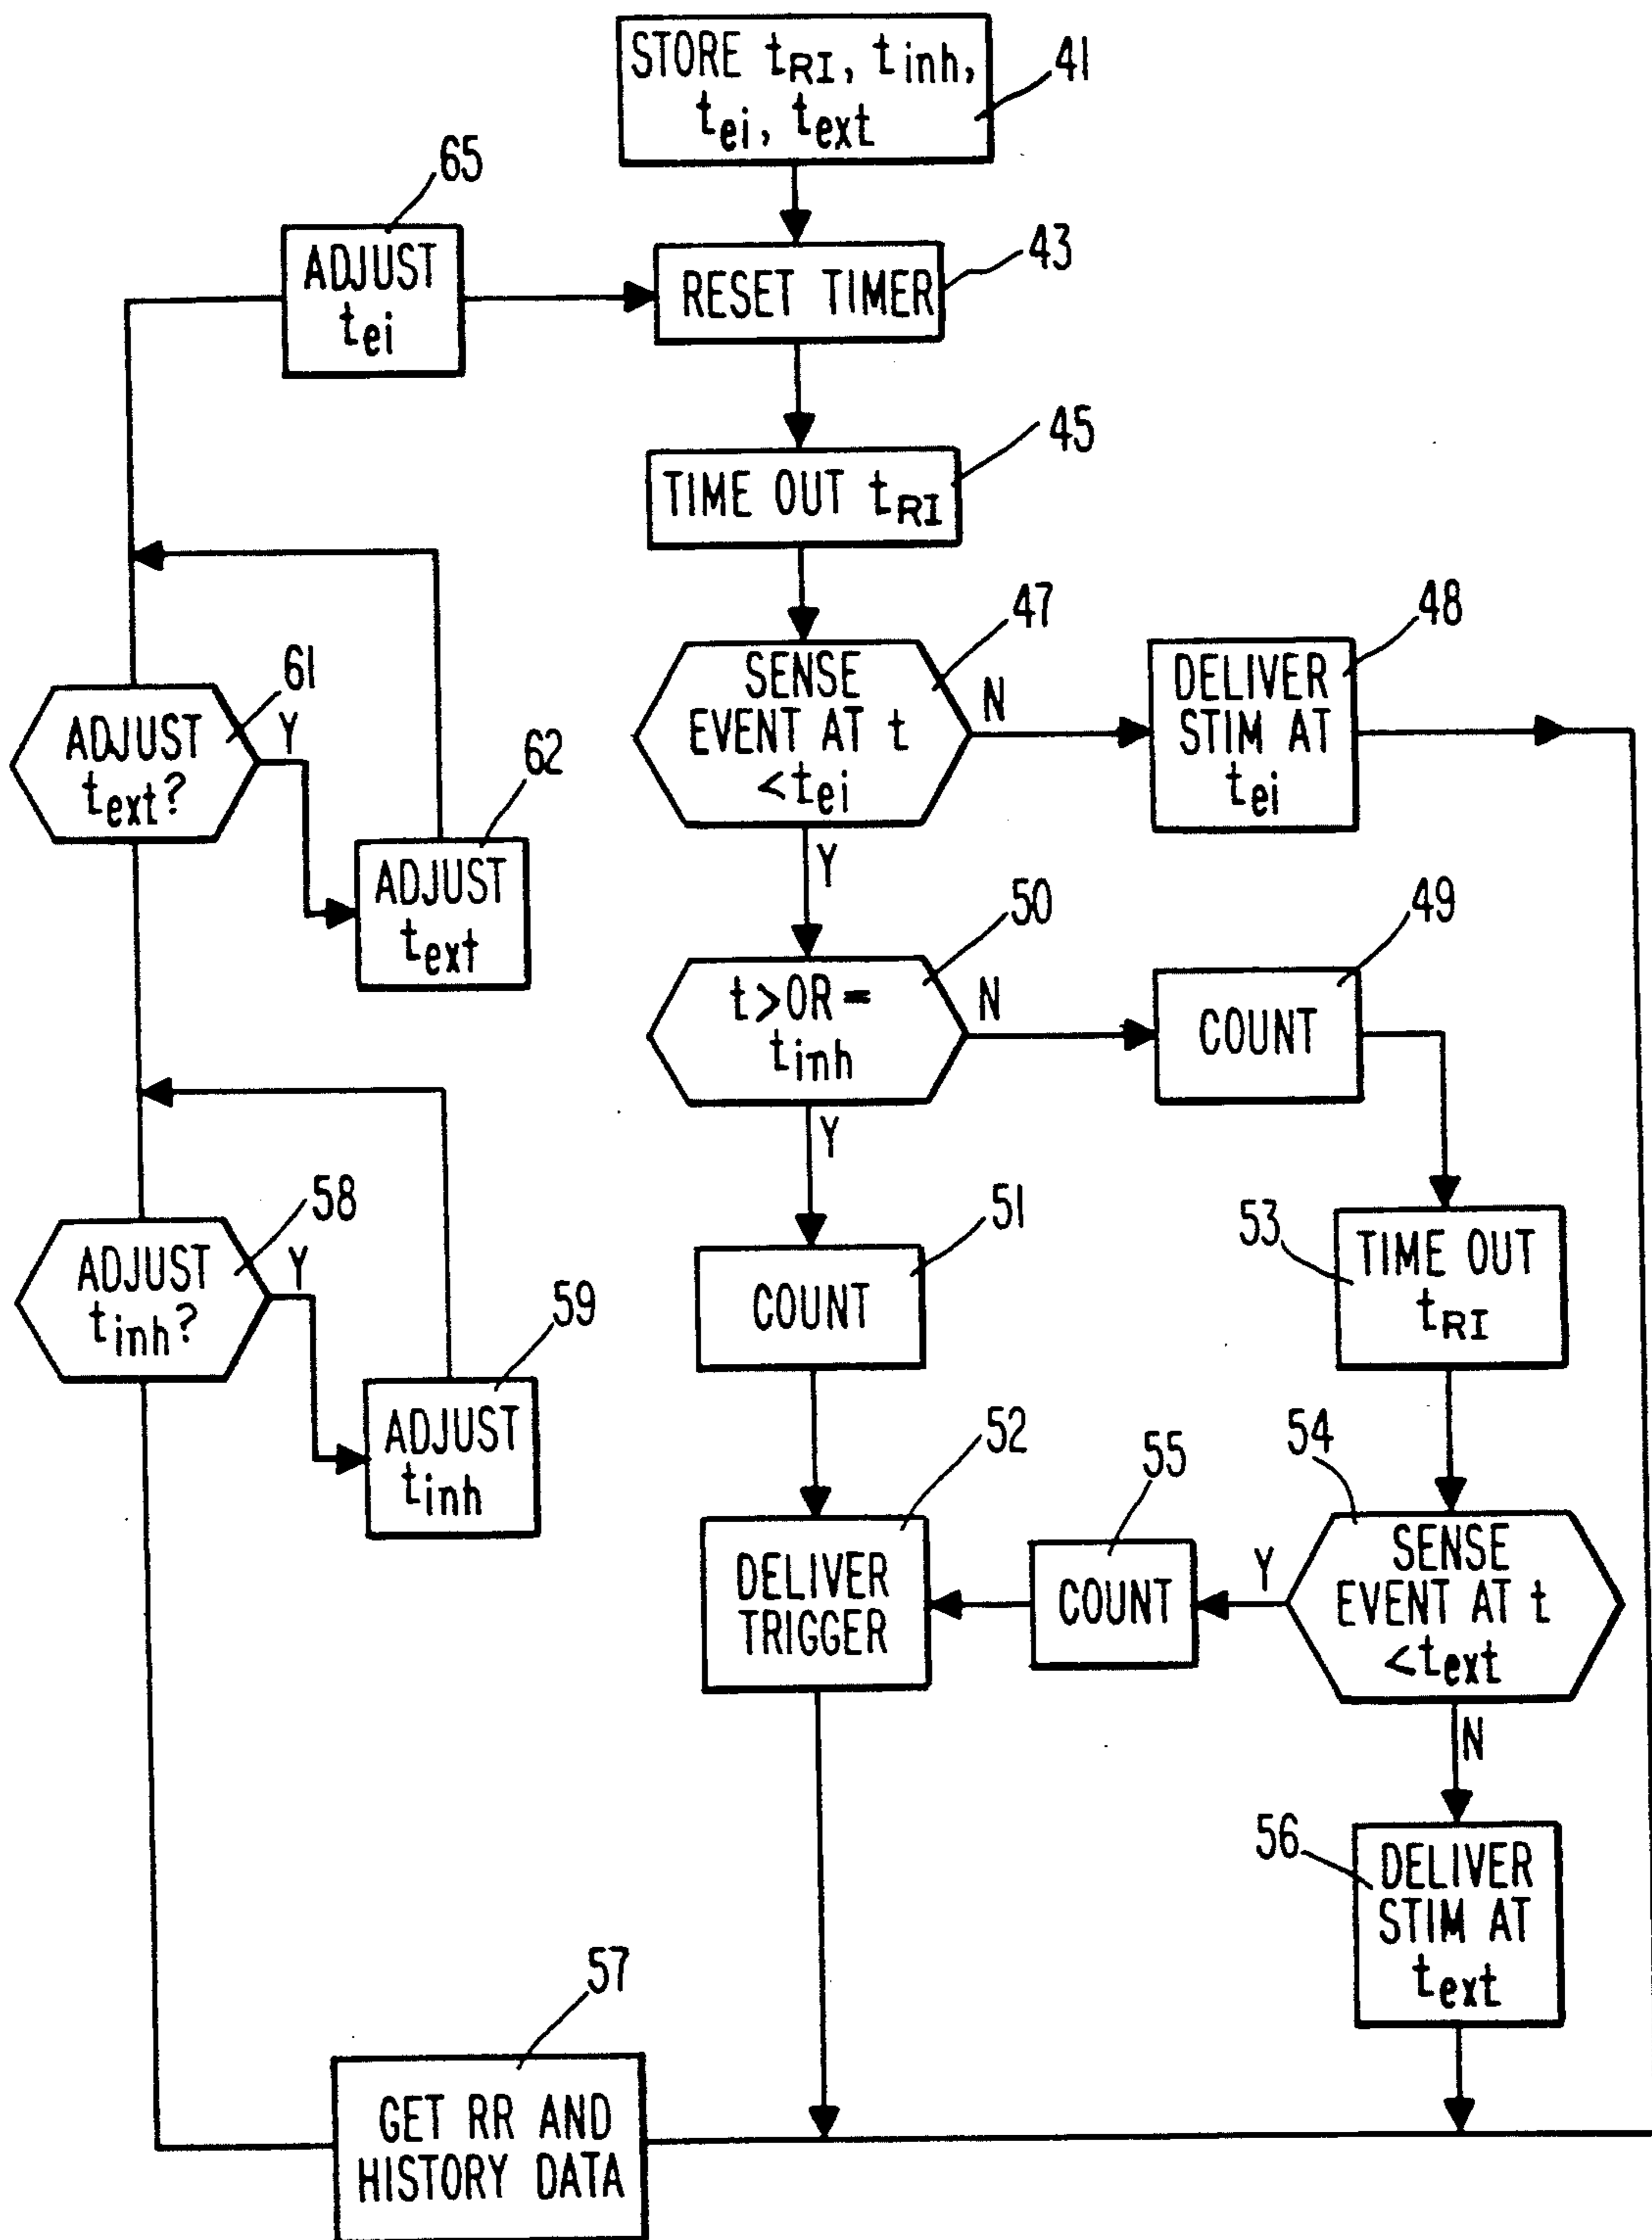 STORE tRI, tinh,
tei, text
41
65
ADJUST
tei
RESET TIMER
43
TIME OUT tRI
45
SENSE
EVENT AT t
<tei
47
N
Y
DELIVER
STIM AT
tei
48
ADJUST
text?
61
Y
ADJUST
text
62
t>OR=
tinh
50
N
Y
COUNT
49
ADJUST
tinh?
58
Y
ADJUST
tinh
59
COUNT
51
53
TIME OUT
tRI
DELIVER
TRIGGER
52
COUNT
55
Y
54
SENSE
EVENT AT t
<text
N
56
DELIVER
STIM AT
text
57
GET RR AND
HISTORY DATA